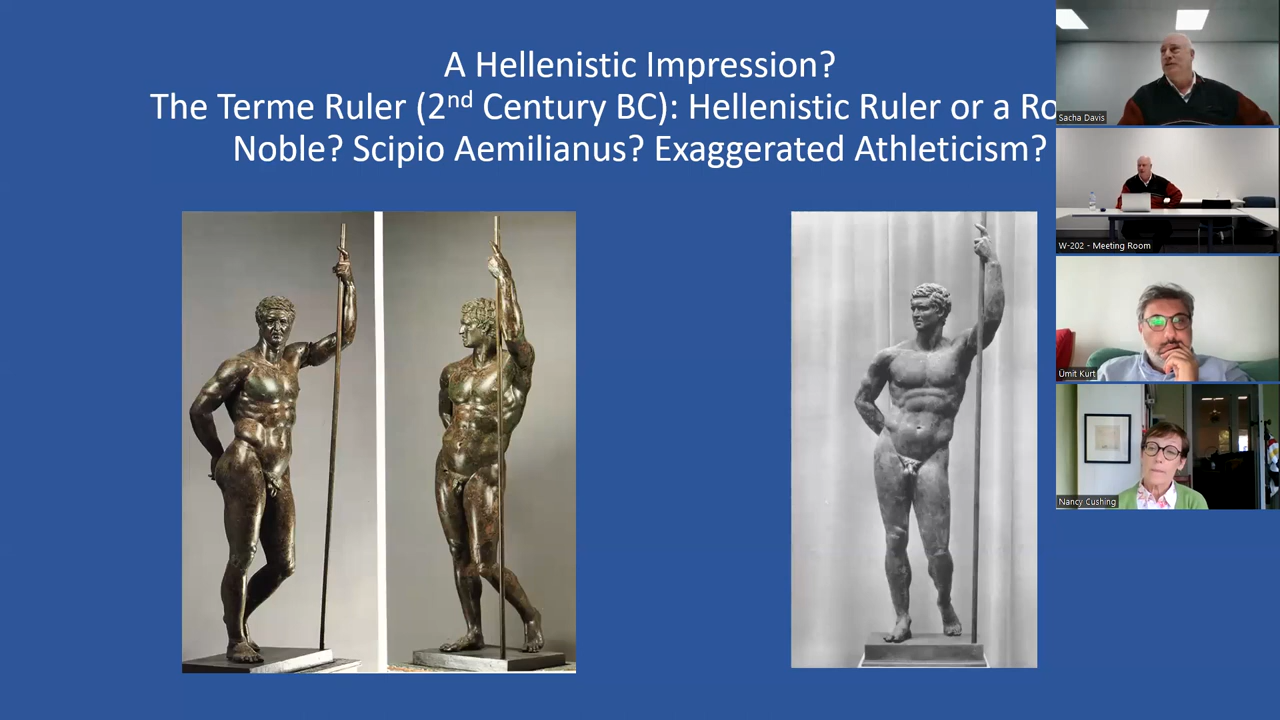 A Hellenistic Impression?
The Terme Ruler (2nd Century BC): Hellenistic Ruler or a Ro
Noble? Scipio Aemilianus? Exaggerated Athleticism?
Sacha Davis
W-202 - Meeting Room
Ümit Kurt
Nancy Cushing